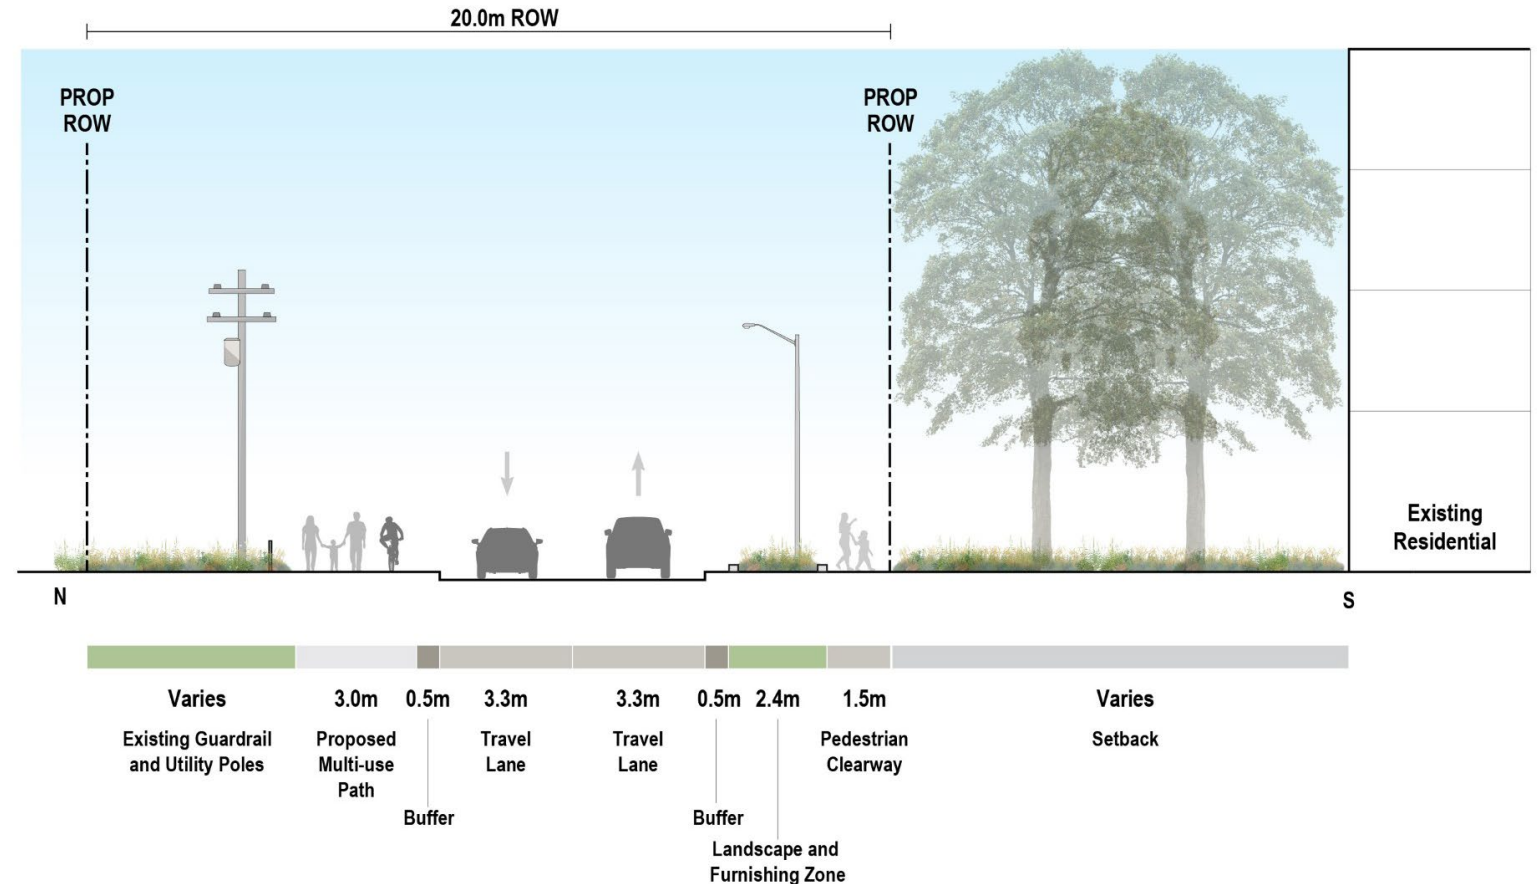 20.0m ROW
PROP
ROW
PROP
ROW
Existing
Residential
N
S
Varies
3.0m
0.5m
3.3m
3.3m
0.5m
2.4m
1.5m
Varies
Existing Guardrail
and Utility Poles
Proposed
Multi-use
Path
Buffer
Travel
Lane
Travel
Lane
Buffer
Landscape and
Furnishing Zone
Pedestrian
Clearway
Setback